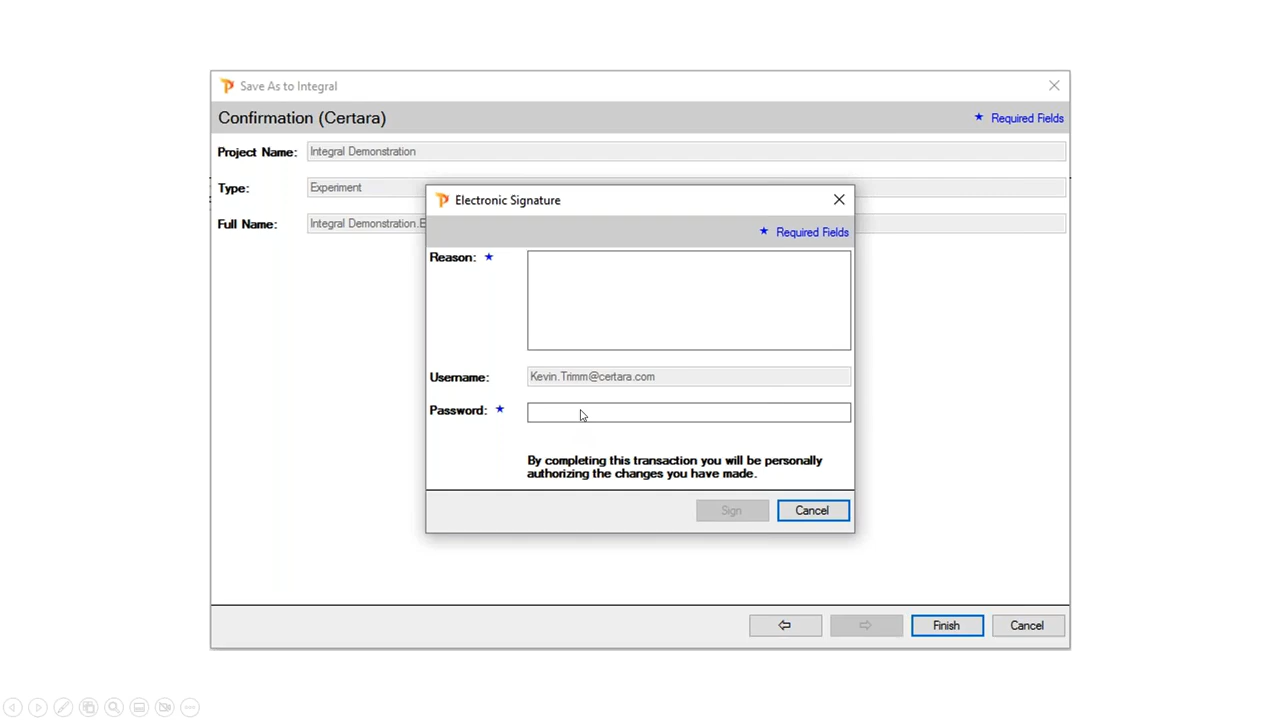 Save As to Integral
Confirmation (Certara)
★ Required Fields
Project Name: Integral Demonstration
Type: Experiment
Full Name: Integral Demonstration.E
Electronic Signature
★ Required Fields
Reason: ★
Username: Kevin.Trimm@certara.com
Password: ★
By completing this transaction you will be personally
authorizing the changes you have made.
Sign Cancel
Finish Cancel